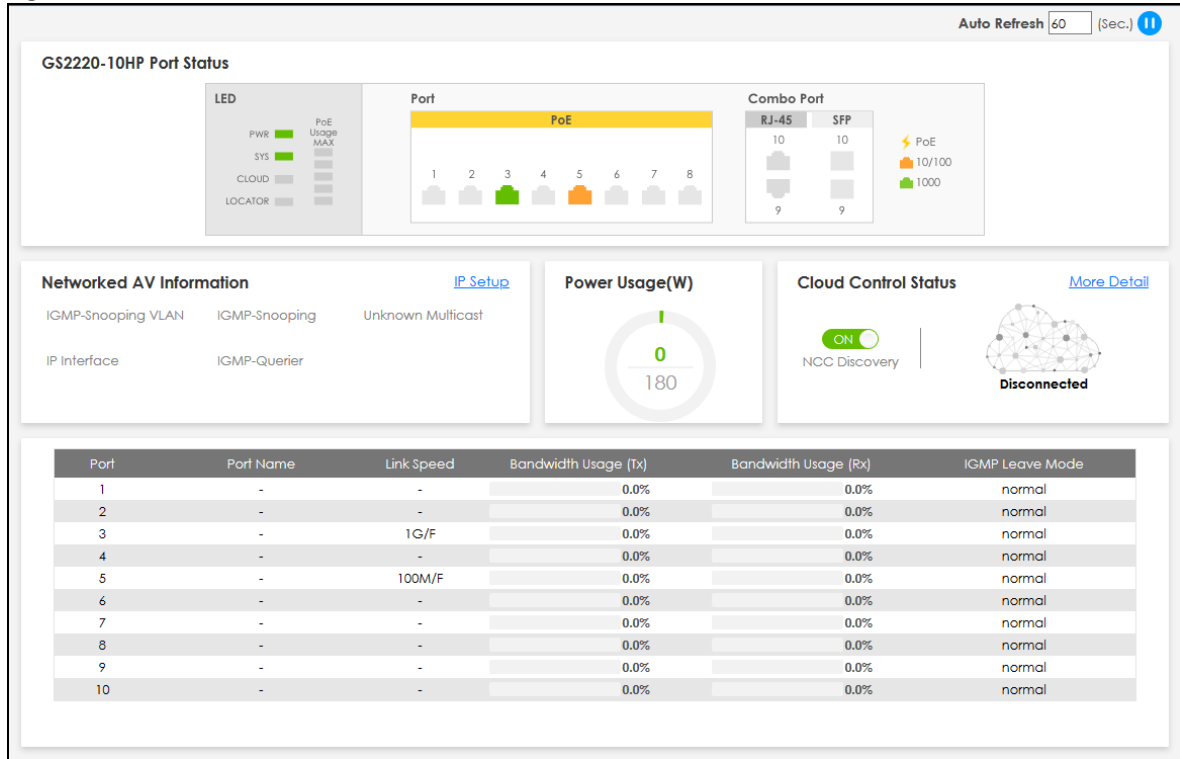 Auto Refresh 60 (Sec.)
GS2220-10HP Port Status
LED
PoE Usage MAX
PWR
SYS
CLOUD
LOCATOR
Port
PoE
1 2 3 4 5 6 7 8
Combo Port
RJ-45 SFP
10 10
9 9
PoE
10/100
1000
Networked AV Information IP Setup
IGMP-Snooping VLAN IGMP-Snooping Unknown Multicast
IP Interface IGMP-Querier
Power Usage(W)
0
180
Cloud Control Status More Detail
ON
NCC Discovery
Disconnected
Port Port Name Link Speed Bandwidth Usage (Tx) Bandwidth Usage (Rx) IGMP Leave Mode
1 - - 0.0% 0.0% normal
2 - - 0.0% 0.0% normal
3 - 1G/F 0.0% 0.0% normal
4 - - 0.0% 0.0% normal
5 - 100M/F 0.0% 0.0% normal
6 - - 0.0% 0.0% normal
7 - - 0.0% 0.0% normal
8 - - 0.0% 0.0% normal
9 - - 0.0% 0.0% normal
10 - - 0.0% 0.0% normal